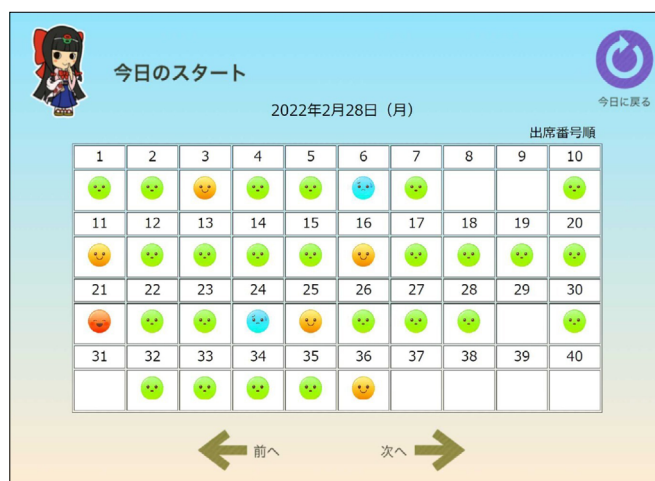 今日のスタート
今日に戻る
2022年2月28日（月）
出席番号順
1 2 3 4 5 6 7 8 9 10
11 12 13 14 15 16 17 18 19 20
21 22 23 24 25 26 27 28 29 30
31 32 33 34 35 36 37 38 39 40
前へ 次へ